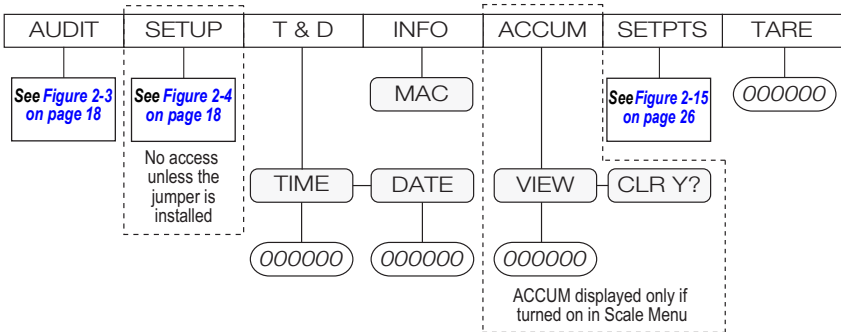 AUDIT SETUP T & D INFO ACCUM SETPTS TARE
See Figure 2-3
on page 18
See Figure 2-4
on page 18
MAC
See Figure 2-15
on page 26
000000
No access
unless the
jumper is
installed
TIME DATE VIEW CLR Y?
000000 000000 000000
ACCUM displayed only if
turned on in Scale Menu